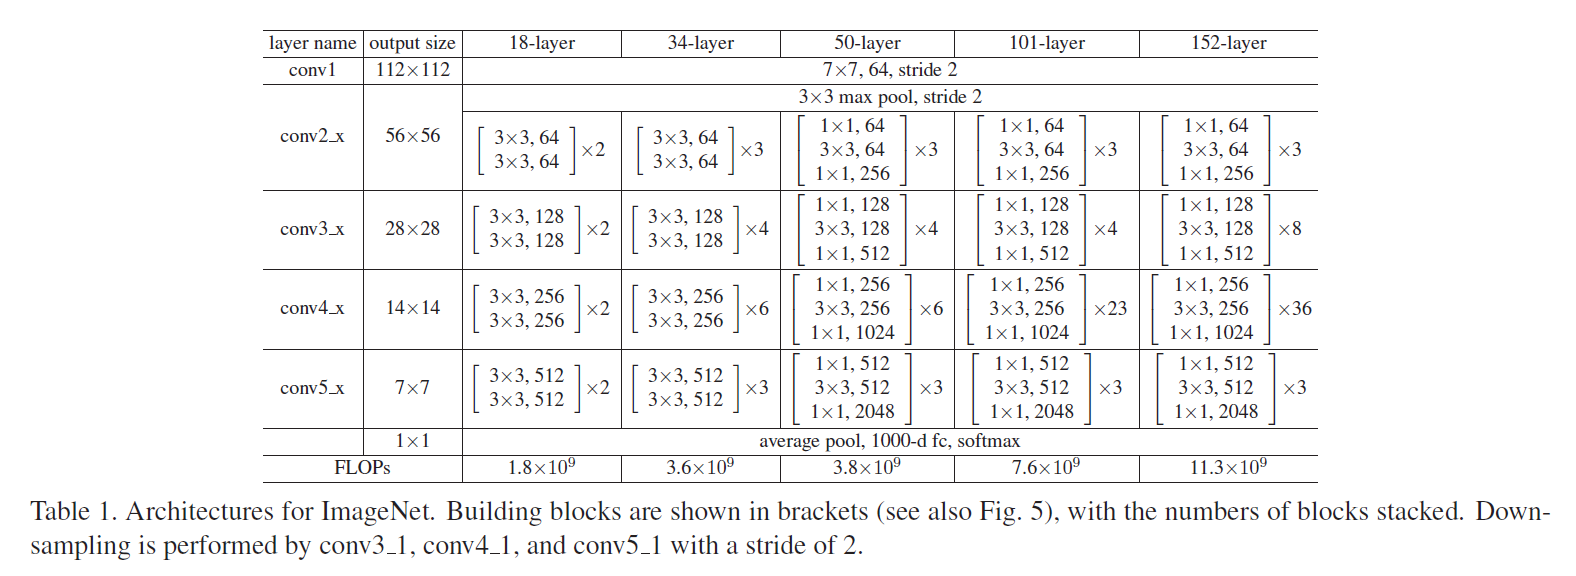 layer name output size 18-layer 34-layer 50-layer 101-layer 152-layer
conv1 112×112 7×7, 64, stride 2
3×3 max pool, stride 2
conv2_x 56×56 [3×3, 64 3×3, 64]×2 [3×3, 64 3×3, 64]×3 [1×1, 64 3×3, 64 1×1, 256]×3 [1×1, 64 3×3, 64 1×1, 256]×3 [1×1, 64 3×3, 64 1×1, 256]×3
conv3_x 28×28 [3×3, 128 3×3, 128]×2 [3×3, 128 3×3, 128]×4 [1×1, 128 3×3, 128 1×1, 512]×4 [1×1, 128 3×3, 128 1×1, 512]×4 [1×1, 128 3×3, 128 1×1, 512]×8
conv4_x 14×14 [3×3, 256 3×3, 256]×2 [3×3, 256 3×3, 256]×6 [1×1, 256 3×3, 256 1×1, 1024]×6 [1×1, 256 3×3, 256 1×1, 1024]×23 [1×1, 256 3×3, 256 1×1, 1024]×36
conv5_x 7×7 [3×3, 512 3×3, 512]×2 [3×3, 512 3×3, 512]×3 [1×1, 512 3×3, 512 1×1, 2048]×3 [1×1, 512 3×3, 512 1×1, 2048]×3 [1×1, 512 3×3, 512 1×1, 2048]×3
1×1 average pool, 1000-d fc, softmax
FLOPs 1.8×10⁹ 3.6×10⁹ 3.8×10⁹ 7.6×10⁹ 11.3×10⁹
Table 1. Architectures for ImageNet. Building blocks are shown in brackets (see also Fig. 5), with the numbers of blocks stacked. Down-
sampling is performed by conv3_1, conv4_1, and conv5_1 with a stride of 2.